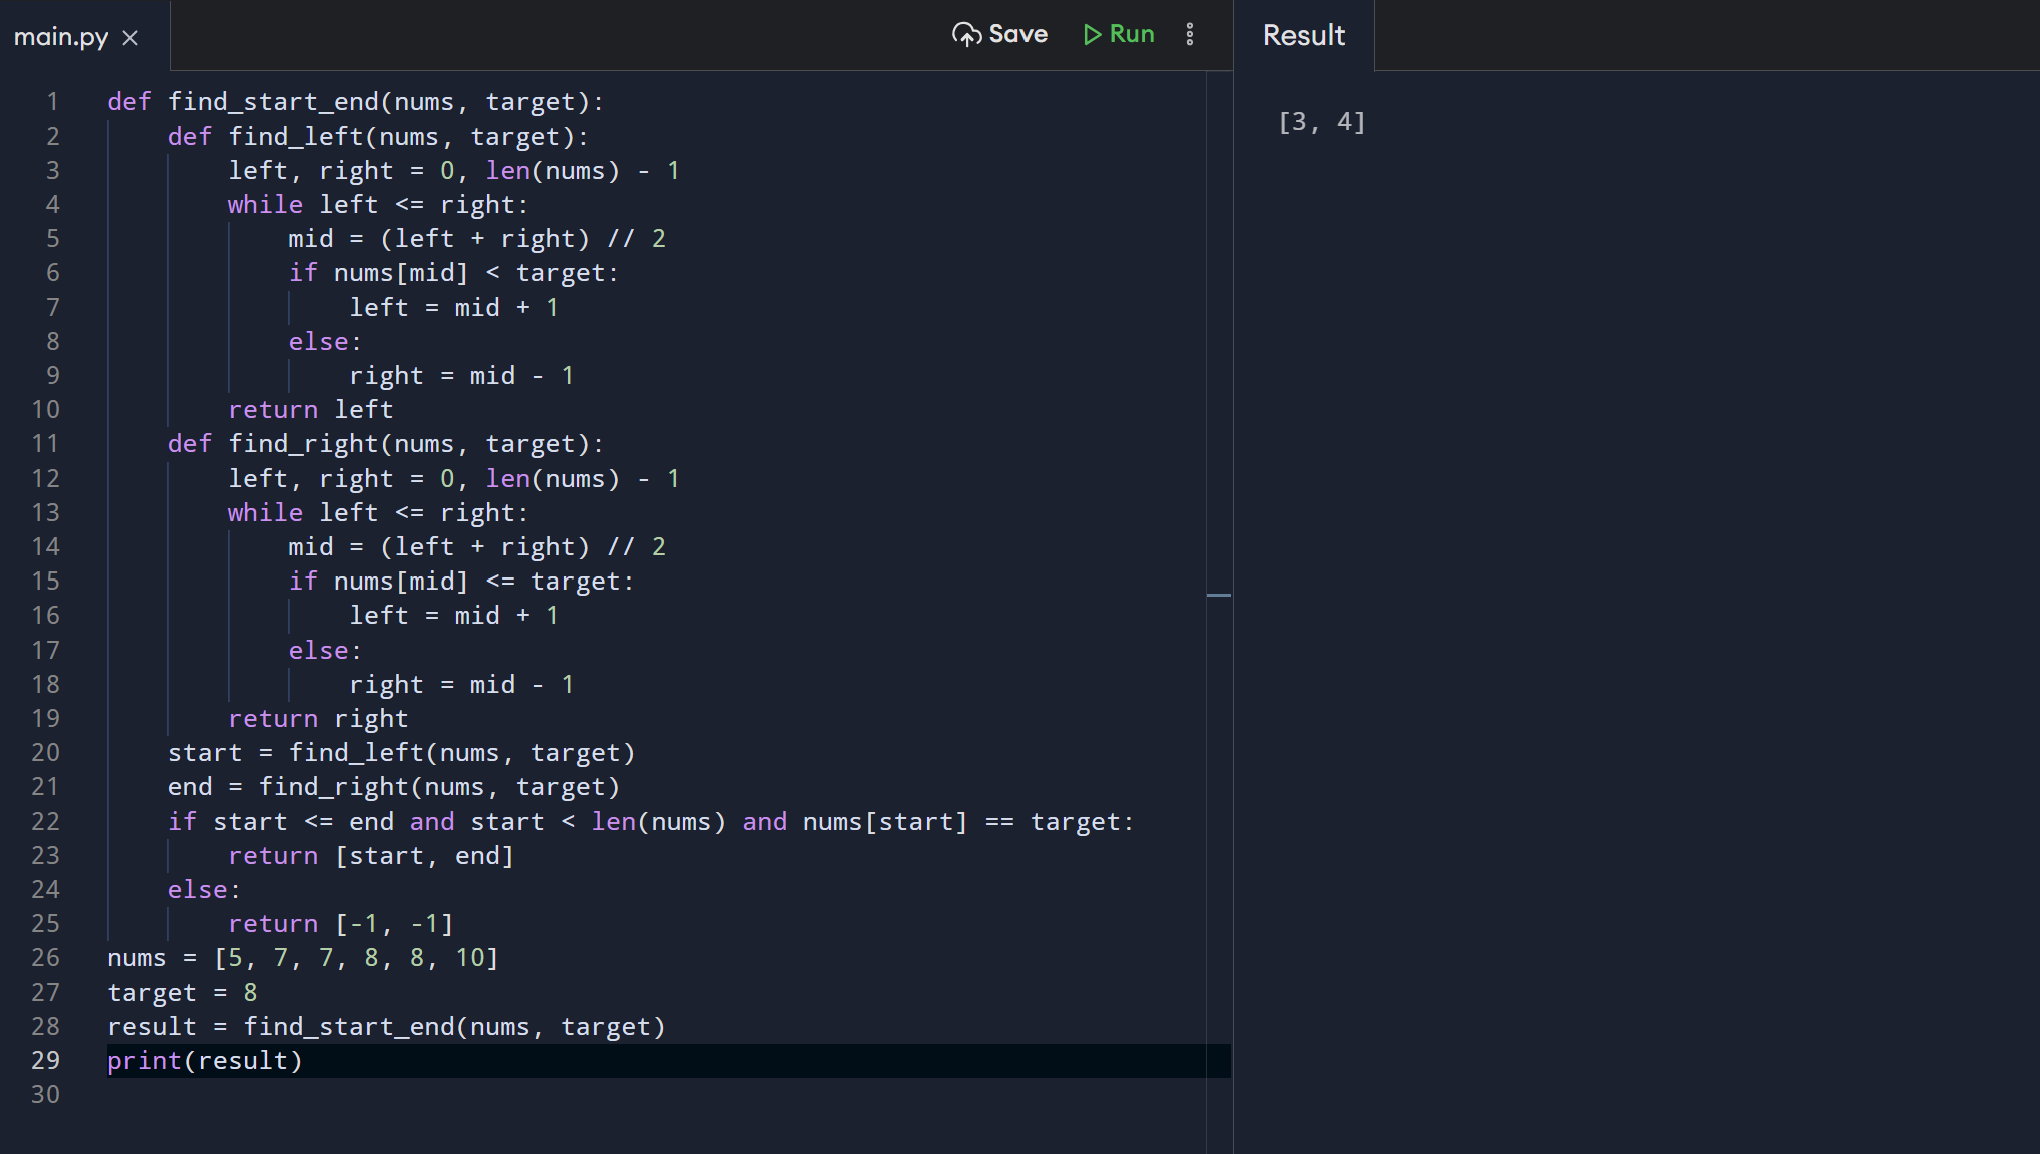 main.py
Save Run
Result
1 def find_start_end(nums, target):
2     def find_left(nums, target):
3         left, right = 0, len(nums) - 1
4         while left <= right:
5             mid = (left + right) // 2
6             if nums[mid] < target:
7                 left = mid + 1
8             else:
9                 right = mid - 1
10         return left
11     def find_right(nums, target):
12         left, right = 0, len(nums) - 1
13         while left <= right:
14             mid = (left + right) // 2
15             if nums[mid] <= target:
16                 left = mid + 1
17             else:
18                 right = mid - 1
19         return right
20     start = find_left(nums, target)
21     end = find_right(nums, target)
22     if start <= end and start < len(nums) and nums[start] == target:
23         return [start, end]
24     else:
25         return [-1, -1]
26 nums = [5, 7, 7, 8, 8, 10]
27 target = 8
28 result = find_start_end(nums, target)
29 print(result)
30
[3, 4]